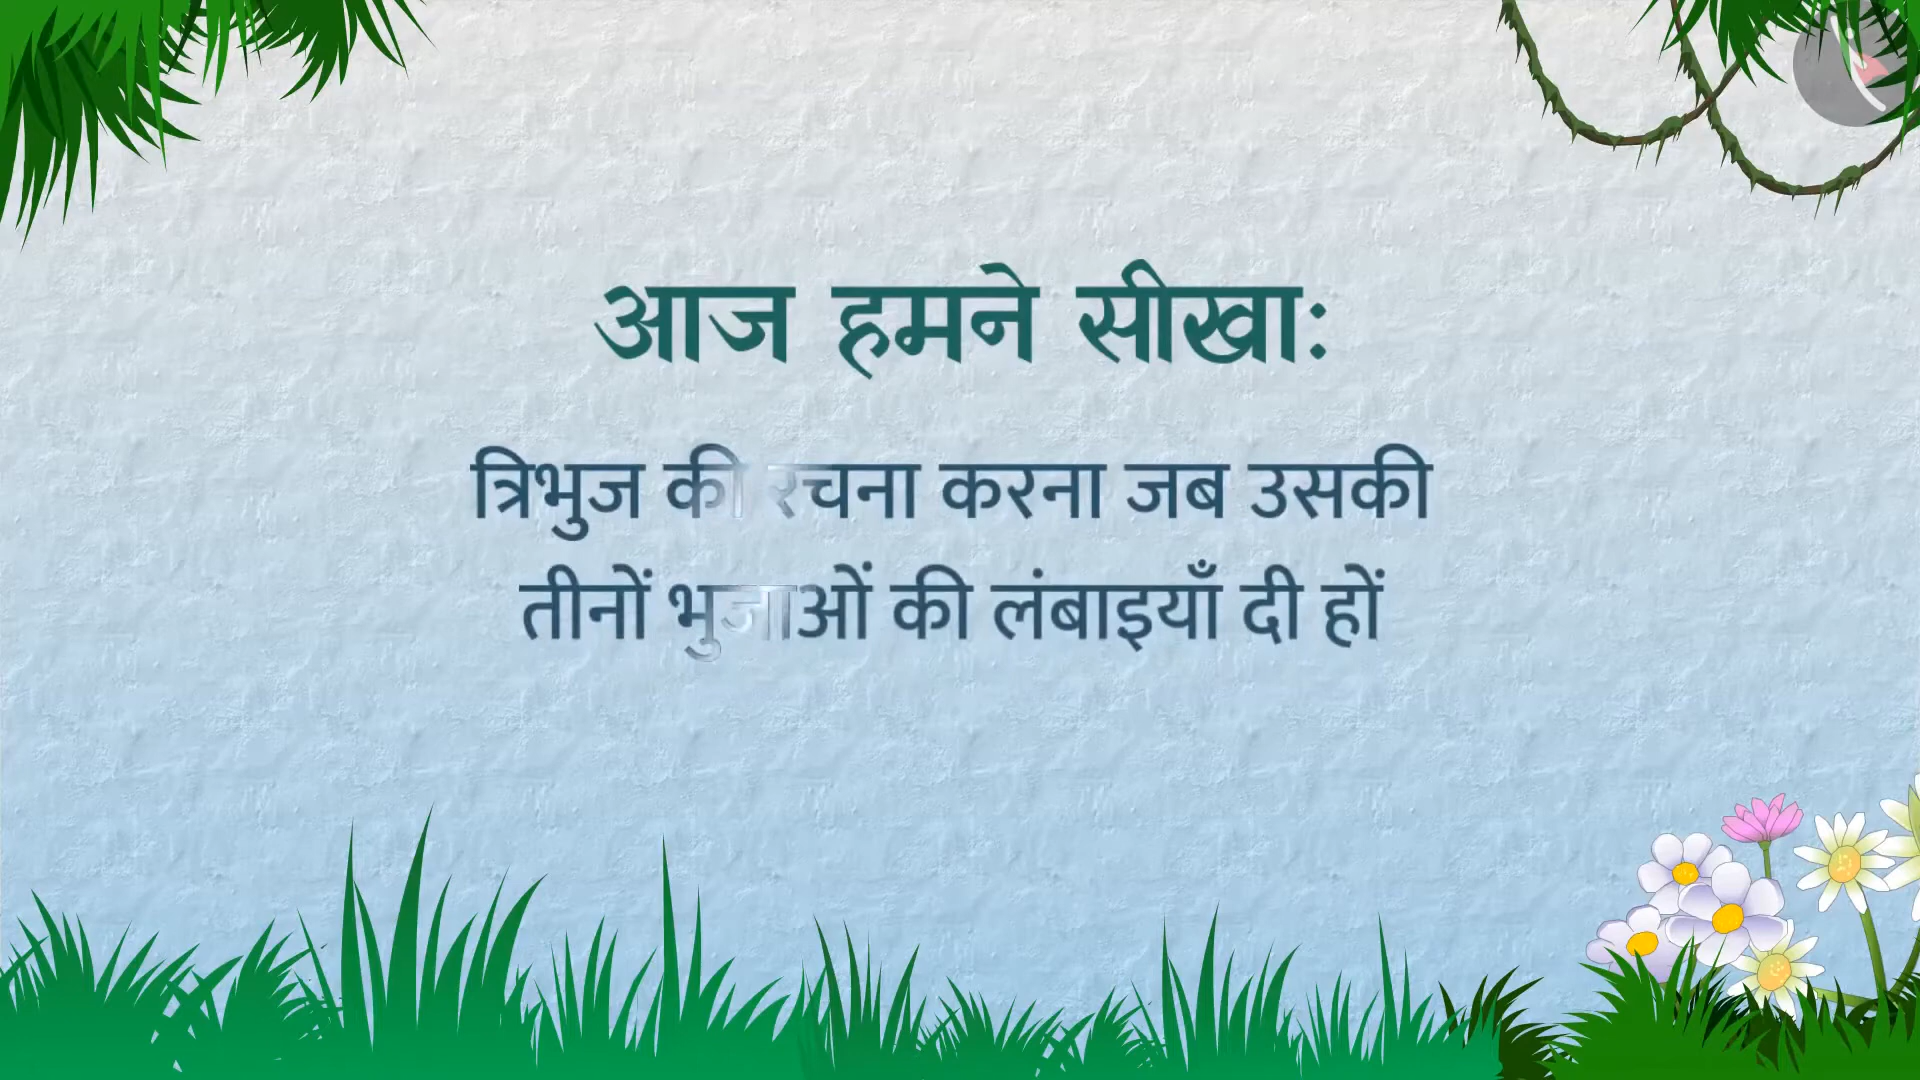 आज हमने सीखा:
त्रिभुज की रचना करना जब उसकी
तीनों भुजाओं की लंबाइयाँ दी हों